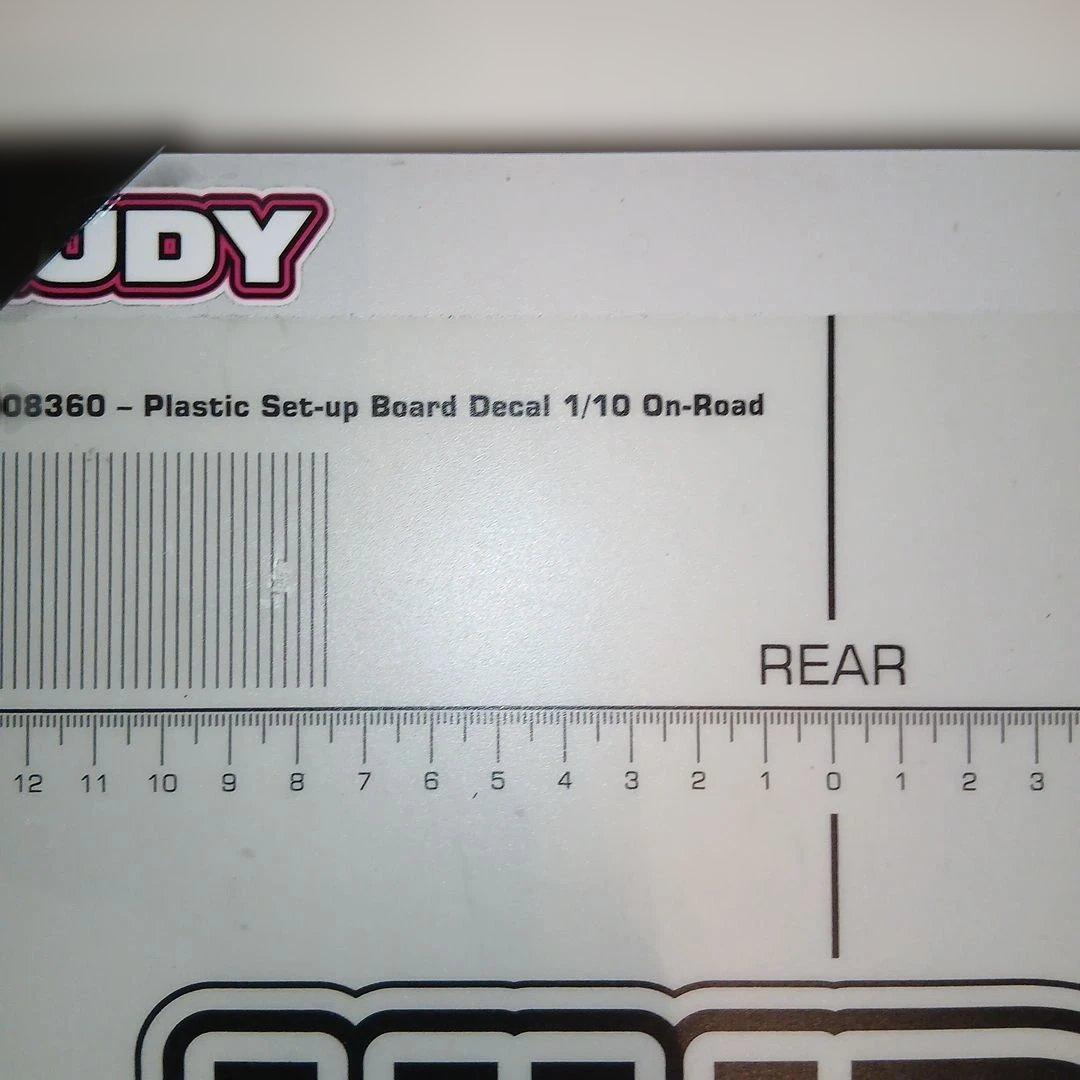 UDY
08360 – Plastic Set-up Board Decal 1/10 On-Road
REAR
12 11 10 9 8 7 6 5 4 3 2 1 0 1 2 3